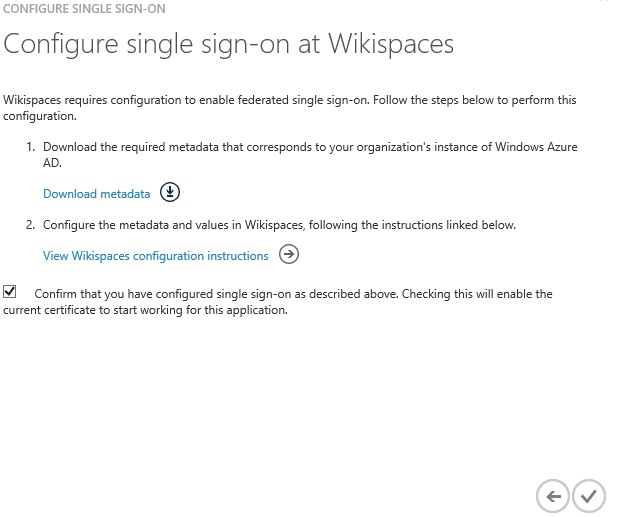 CONFIGURE SINGLE SIGN-ON
Configure single sign-on at Wikispaces
Wikispaces requires configuration to enable federated single sign-on. Follow the steps below to perform this
configuration.
1. Download the required metadata that corresponds to your organization's instance of Windows Azure
AD.
Download metadata
2. Configure the metadata and values in Wikispaces, following the instructions linked below.
View Wikispaces configuration instructions
Confirm that you have configured single sign-on as described above. Checking this will enable the
current certificate to start working for this application.